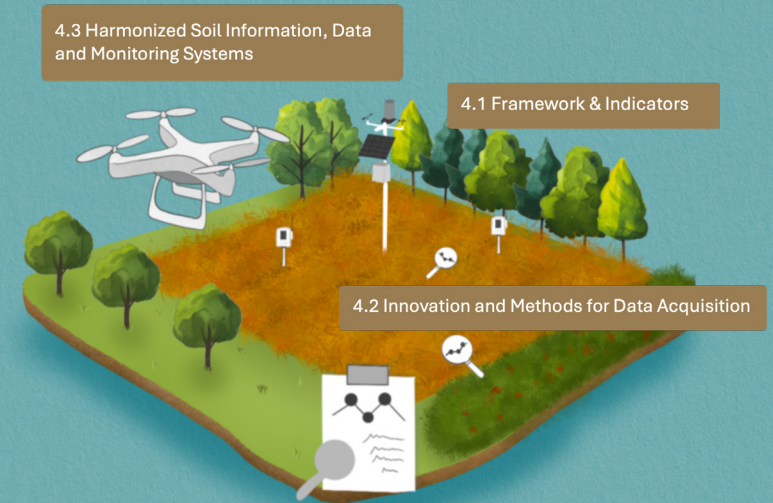 4.3 Harmonized Soil Information, Data
and Monitoring Systems
4.1 Framework & Indicators
4.2 Innovation and Methods for Data Acquisition